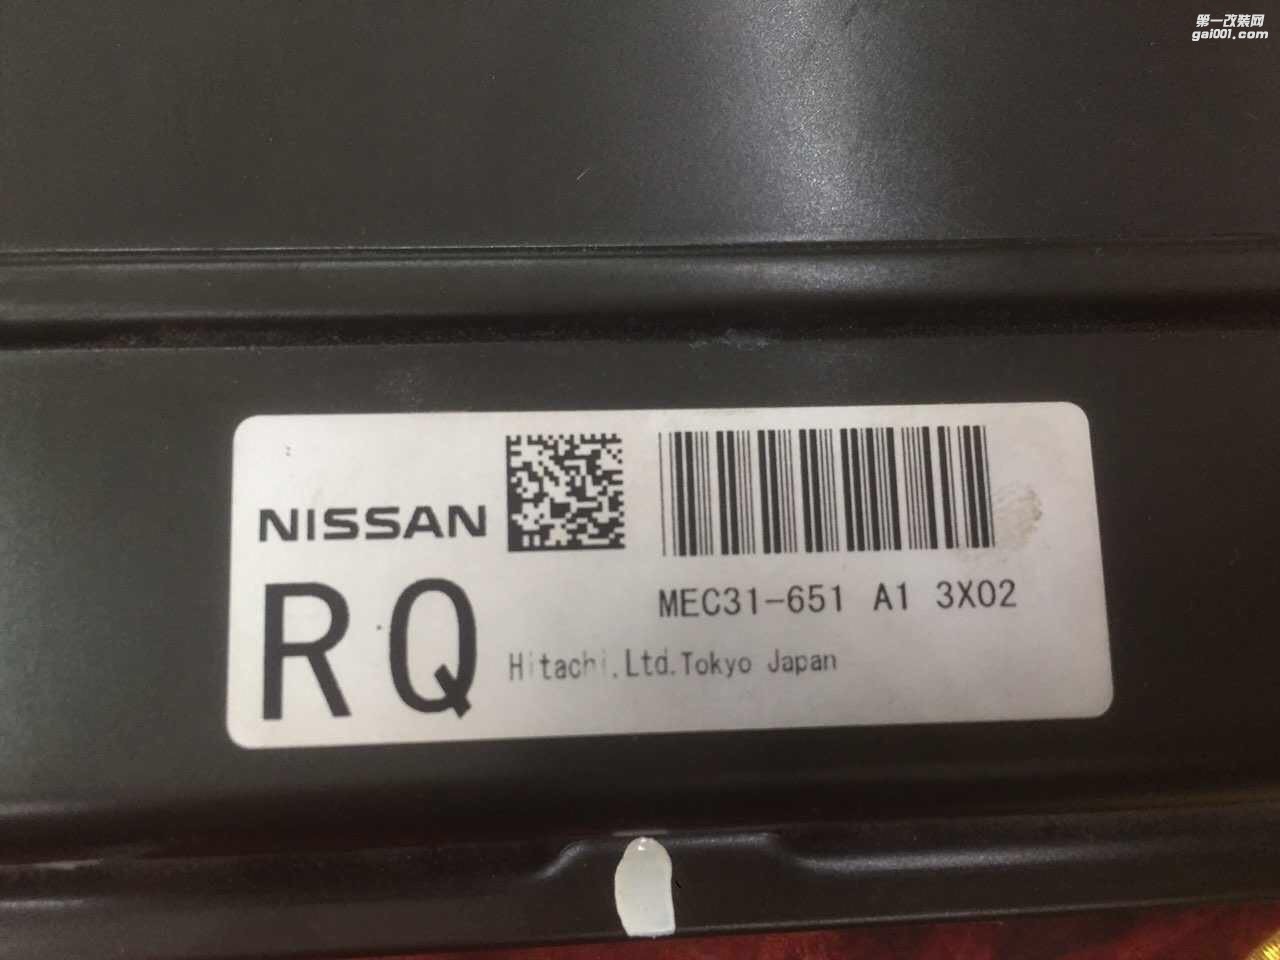 第一改装网
gai001.com
NISSAN
RQ
MEC31-651 A1 3X02
Hitachi.Ltd.Tokyo Japan